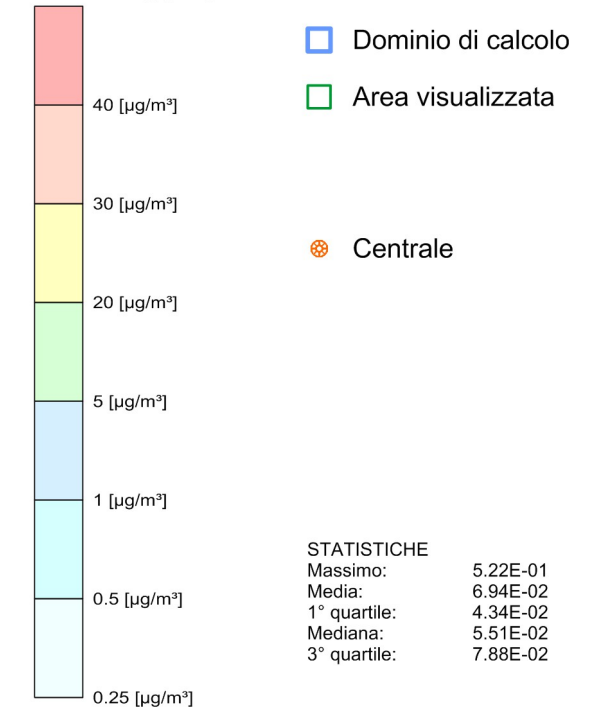 40 [µg/m³]
30 [µg/m³]
20 [µg/m³]
5 [µg/m³]
1 [µg/m³]
0.5 [µg/m³]
0.25 [µg/m³]
Dominio di calcolo
Area visualizzata
Centrale
STATISTICHE
Massimo: 5.22E-01
Media: 6.94E-02
1° quartile: 4.34E-02
Mediana: 5.51E-02
3° quartile: 7.88E-02